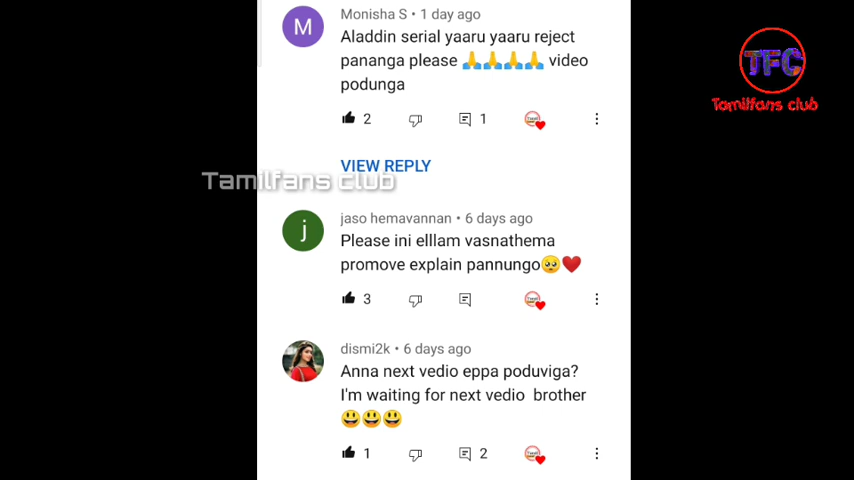 M
Monisha S • 1 day ago
Aladdin serial yaaru yaaru reject
pananga please 🙏🙏🙏🙏 video
podunga
2
1
VIEW REPLY
Tamilfans club
j
jaso hemavannan • 6 days ago
Please ini elllam vasnathema
promove explain pannungo🥺❤️
3
dismi2k • 6 days ago
Anna next vedio eppa poduviga?
I'm waiting for next vedio brother
😃😃😃
1
2
TFC
Tamilfans club